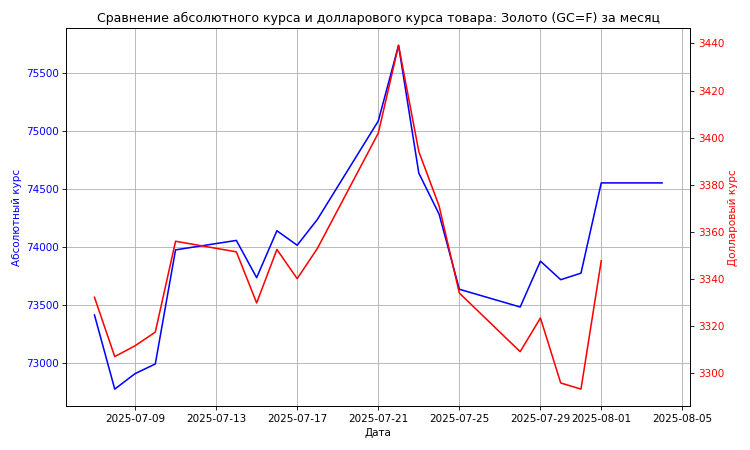 Сравнение абсолютного курса и долларового курса товара: Золото (GC=F) за месяц
Абсолютный курс
75500
75000
74500
74000
73500
73000
3440
3420
3400
3380
3360
3340
3320
3300
Долларовый курс
2025-07-09 2025-07-13 2025-07-17 2025-07-21 2025-07-25 2025-07-29 2025-08-01 2025-08-05
Дата